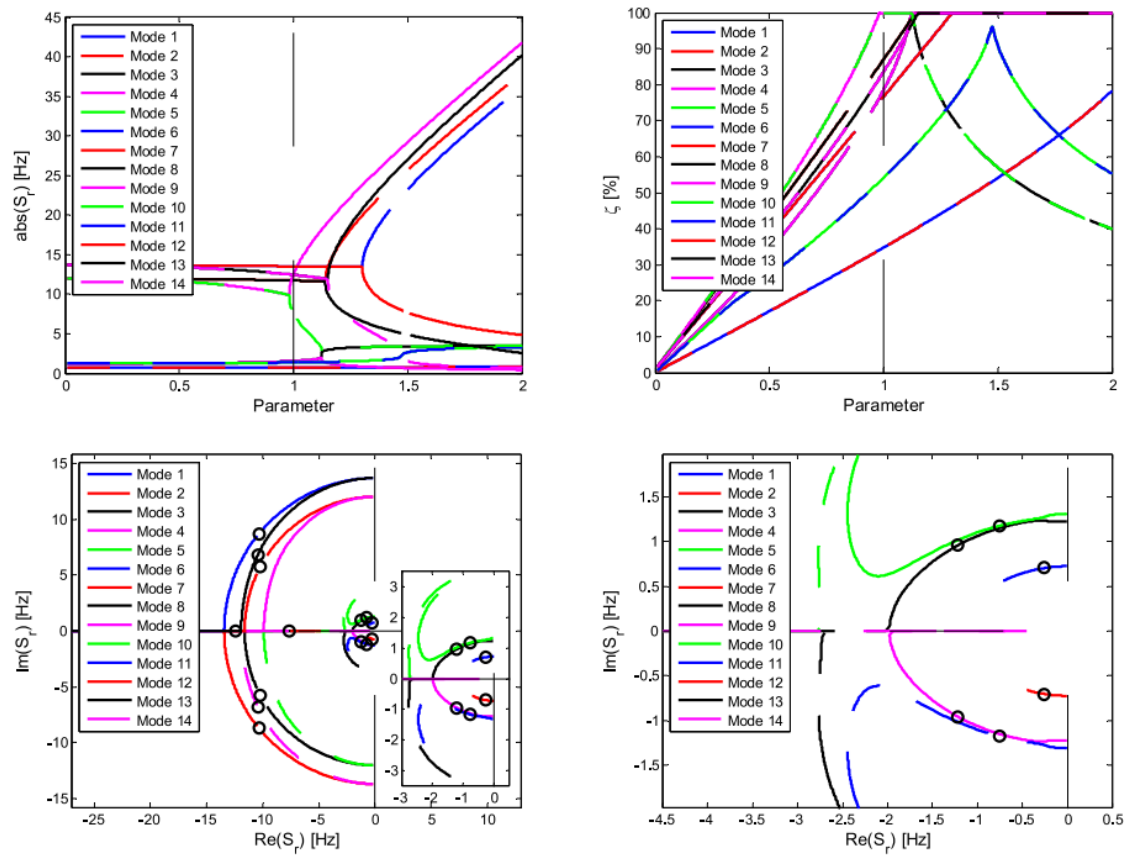 45
40
35
30
25
20
15
10
5
0
abs(S_r) [Hz]
Mode 1
Mode 2
Mode 3
Mode 4
Mode 5
Mode 6
Mode 7
Mode 8
Mode 9
Mode 10
Mode 11
Mode 12
Mode 13
Mode 14
0 0.5 1 1.5 2
Parameter
100
90
80
70
60
50
40
30
20
10
0
ζ [%]
Mode 1
Mode 2
Mode 3
Mode 4
Mode 5
Mode 6
Mode 7
Mode 8
Mode 9
Mode 10
Mode 11
Mode 12
Mode 13
Mode 14
0 0.5 1 1.5 2
Parameter
15
10
5
0
-5
-10
-15
Im(S_r) [Hz]
Mode 1
Mode 2
Mode 3
Mode 4
Mode 5
Mode 6
Mode 7
Mode 8
Mode 9
Mode 10
Mode 11
Mode 12
Mode 13
Mode 14
3
2
1
0
-1
-2
-3
-3 -2 -1 0
-25 -20 -15 -10 -5 0 5 10
Re(S_r) [Hz]
1.5
1
0.5
0
-0.5
-1
-1.5
Im(S_r) [Hz]
Mode 1
Mode 2
Mode 3
Mode 4
Mode 5
Mode 6
Mode 7
Mode 8
Mode 9
Mode 10
Mode 11
Mode 12
Mode 13
Mode 14
-4.5 -4 -3.5 -3 -2.5 -2 -1.5 -1 -0.5 0 0.5
Re(S_r) [Hz]